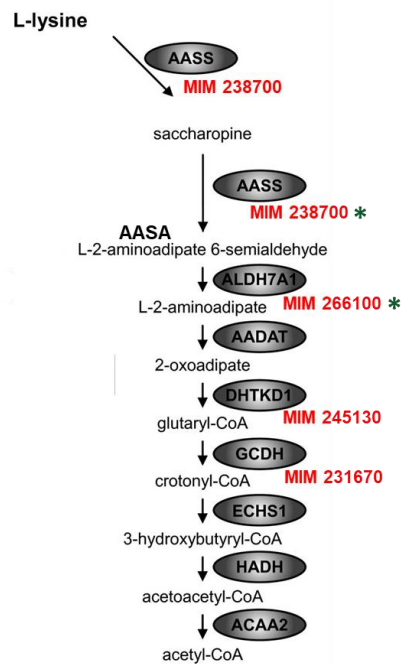 L-lysine
AASS
MIM 238700
saccharopine
AASS
MIM 238700 *
AASA
L-2-aminoadipate 6-semialdehyde
ALDH7A1
L-2-aminoadipate MIM 266100 *
AADAT
2-oxoadipate
DHTKD1
glutaryl-CoA MIM 245130
GCDH
crotonyl-CoA MIM 231670
ECHS1
3-hydroxybutyryl-CoA
HADH
acetoacetyl-CoA
ACAA2
acetyl-CoA